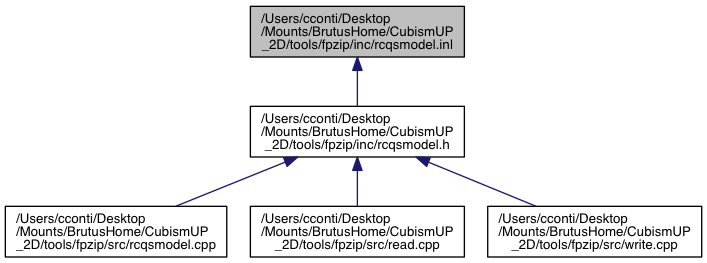 /Users/cconti/Desktop
/Mounts/BrutusHome/CubismUP
_2D/tools/fpzip/inc/rcqsmodel.inl
/Users/cconti/Desktop
/Mounts/BrutusHome/CubismUP
_2D/tools/fpzip/inc/rcqsmodel.h
/Users/cconti/Desktop
/Mounts/BrutusHome/CubismUP
_2D/tools/fpzip/src/rcqsmodel.cpp
/Users/cconti/Desktop
/Mounts/BrutusHome/CubismUP
_2D/tools/fpzip/src/read.cpp
/Users/cconti/Desktop
/Mounts/BrutusHome/CubismUP
_2D/tools/fpzip/src/write.cpp